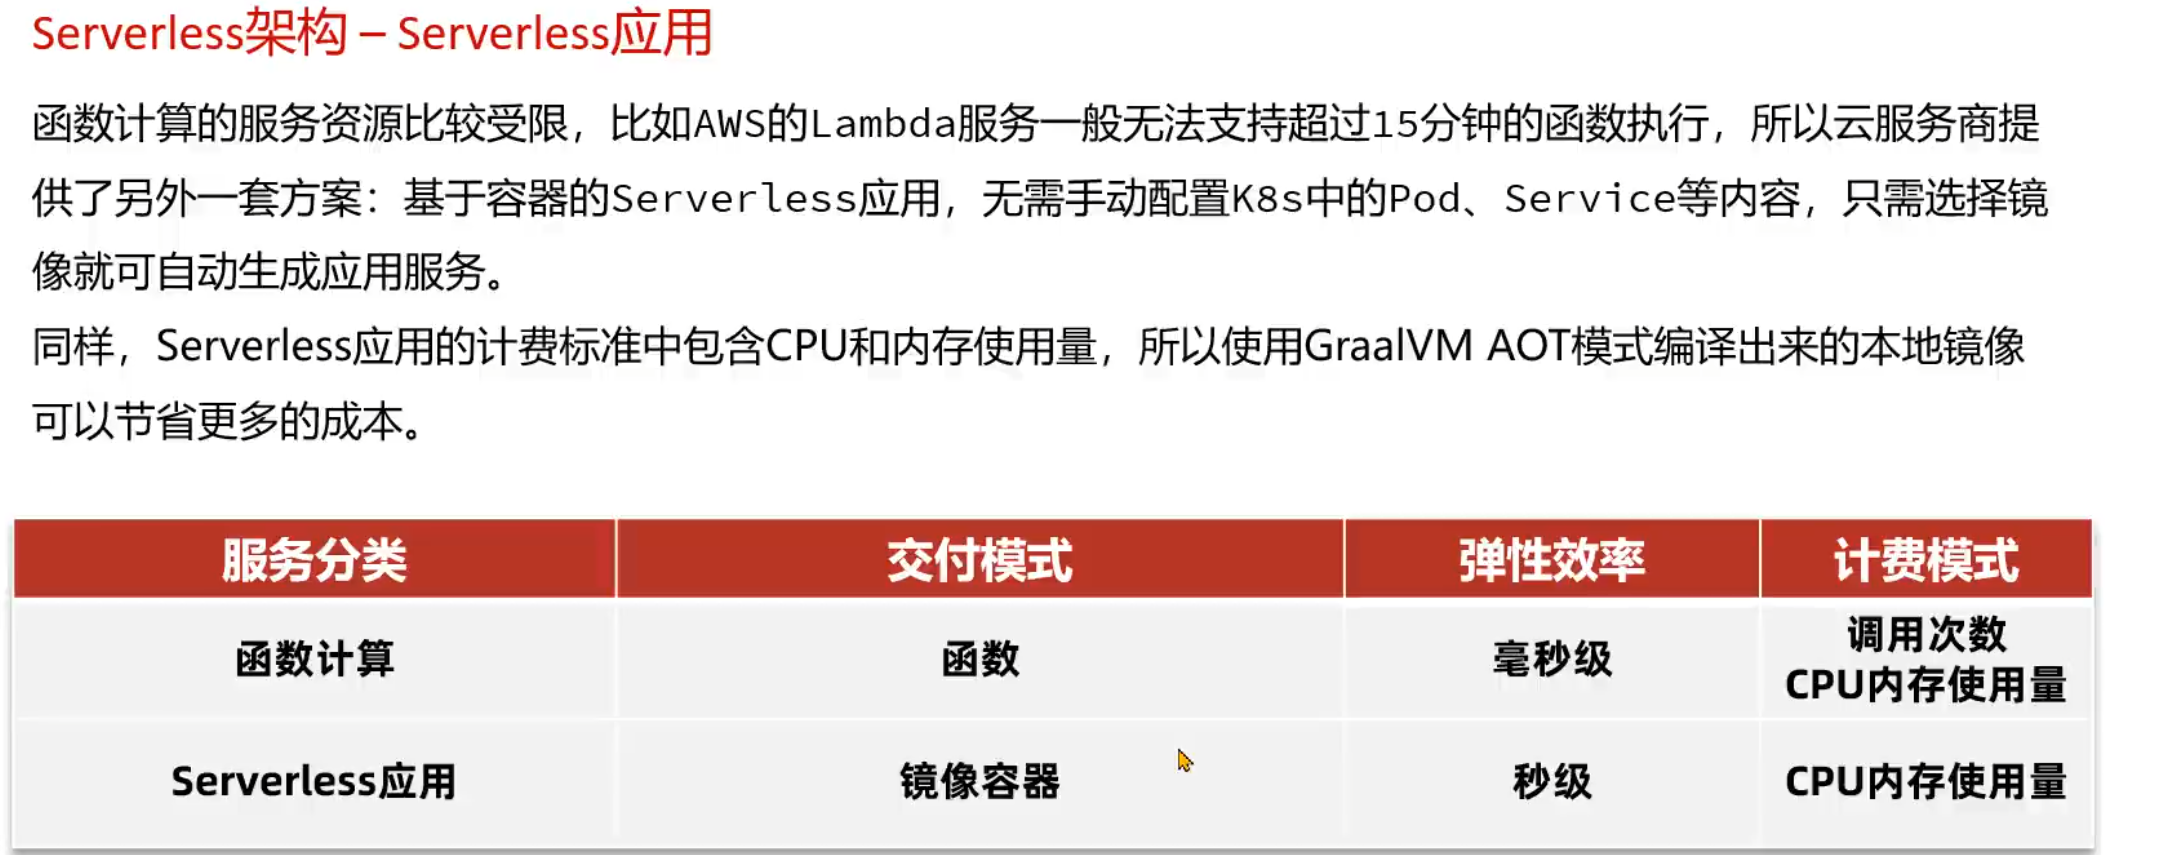 Serverless架构 – Serverless应用
函数计算的服务资源比较受限，比如AWS的Lambda服务一般无法支持超过15分钟的函数执行，所以云服务商提
供了另外一套方案：基于容器的Serverless应用，无需手动配置K8s中的Pod、Service等内容，只需选择镜
像就可自动生成应用服务。
同样，Serverless应用的计费标准中包含CPU和内存使用量，所以使用GraalVM AOT模式编译出来的本地镜像
可以节省更多的成本。
服务分类 交付模式 弹性效率 计费模式
函数计算 函数 毫秒级 调用次数
CPU内存使用量
Serverless应用 镜像容器 秒级 CPU内存使用量